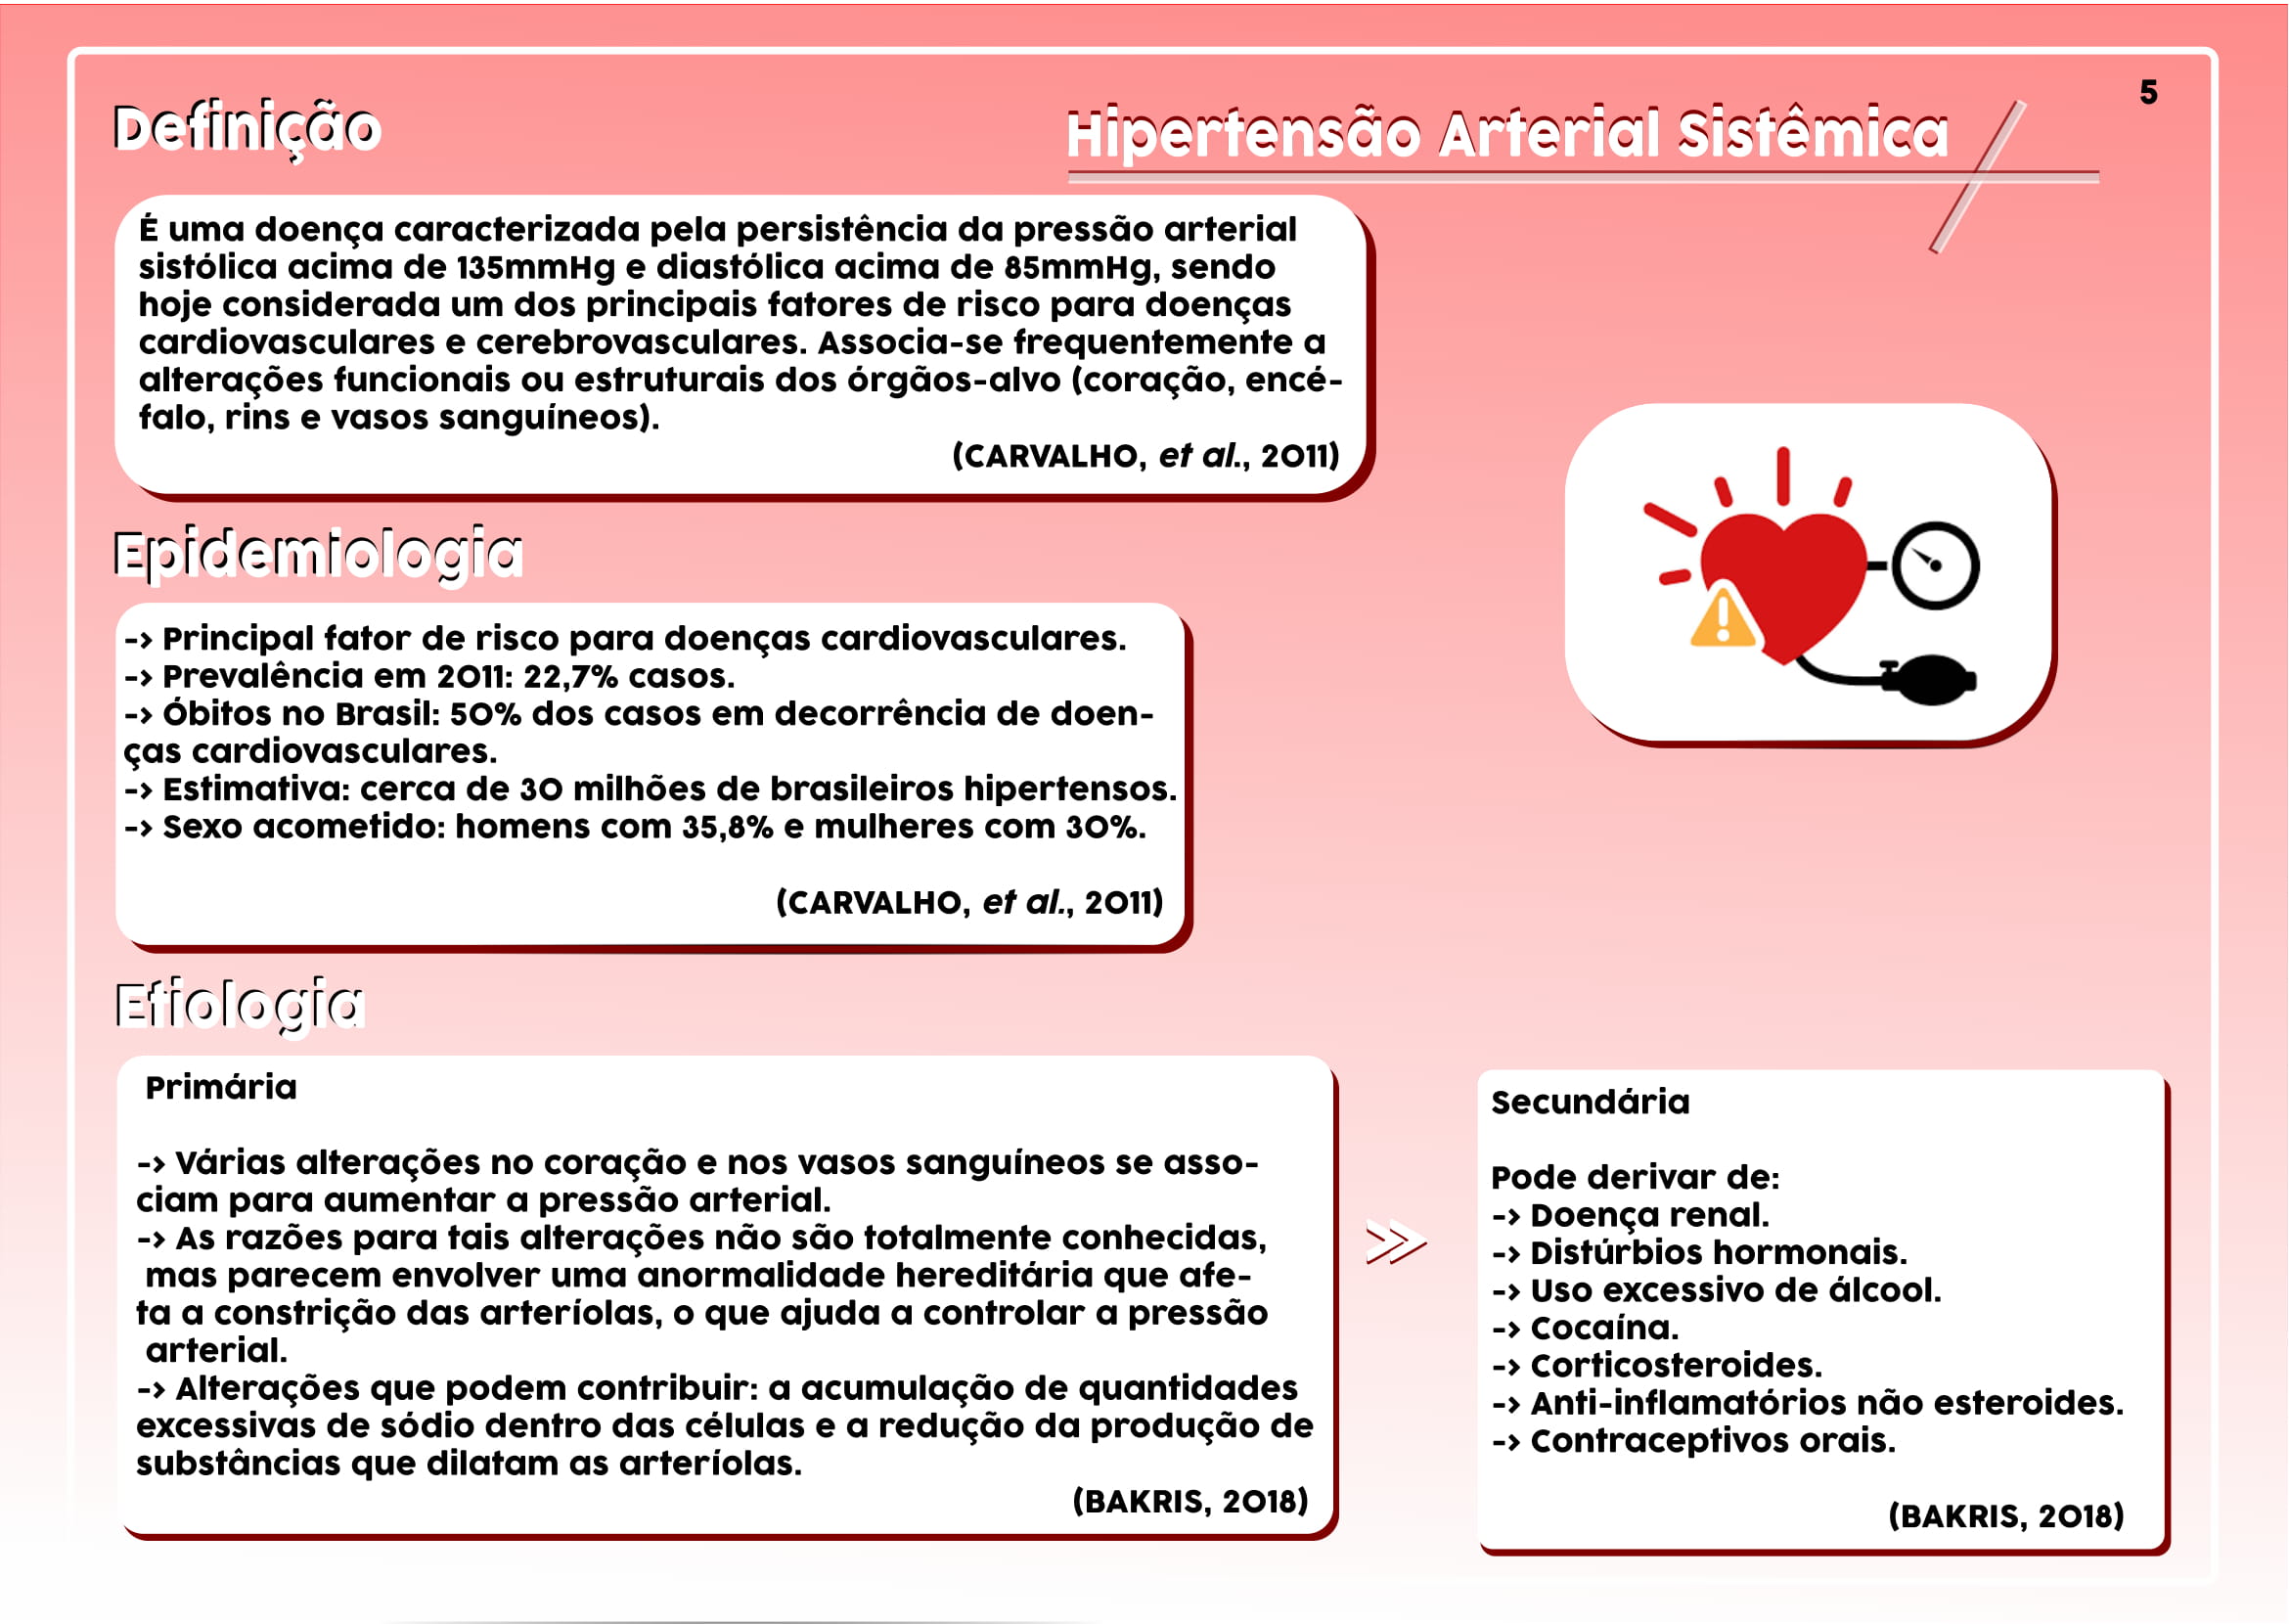 5
Hipertensão Arterial Sistêmica
Definição
É uma doença caracterizada pela persistência da pressão arterial
sistólica acima de 135mmHg e diastólica acima de 85mmHg, sendo
hoje considerada um dos principais fatores de risco para doenças
cardiovasculares e cerebrovasculares. Associa-se frequentemente a
alterações funcionais ou estruturais dos órgãos-alvo (coração, encé-
falo, rins e vasos sanguíneos).
(CARVALHO, et al., 2011)
Epidemiologia
-> Principal fator de risco para doenças cardiovasculares.
-> Prevalência em 2011: 22,7% casos.
-> Óbitos no Brasil: 50% dos casos em decorrência de doen-
ças cardiovasculares.
-> Estimativa: cerca de 30 milhões de brasileiros hipertensos.
-> Sexo acometido: homens com 35,8% e mulheres com 30%.
(CARVALHO, et al., 2011)
Etiologia
Primária
-> Várias alterações no coração e nos vasos sanguíneos se asso-
ciam para aumentar a pressão arterial.
-> As razões para tais alterações não são totalmente conhecidas,
mas parecem envolver uma anormalidade hereditária que afe-
ta a constrição das arteríolas, o que ajuda a controlar a pressão
arterial.
-> Alterações que podem contribuir: a acumulação de quantidades
excessivas de sódio dentro das células e a redução da produção de
substâncias que dilatam as arteríolas.
(BAKRIS, 2018)
Secundária
Pode derivar de:
-> Doença renal.
-> Distúrbios hormonais.
-> Uso excessivo de álcool.
-> Cocaína.
-> Corticosteroides.
-> Anti-inflamatórios não esteroides.
-> Contraceptivos orais.
(BAKRIS, 2018)